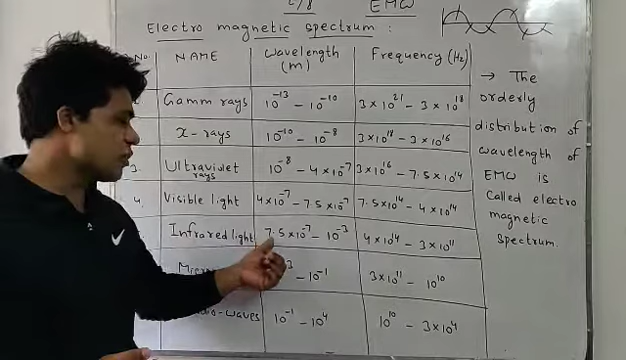 EMW
Electro magnetic spectrum :
No NAME Wavelength (m) Frequency (Hz)
Gamm rays 10^-13 – 10^-10 3×10^21 – 3×10^18
X-rays 10^-10 – 10^-8 3×10^18 – 3×10^16
3. Ultraviolet rays 10^-8 – 4×10^-7 3×10^16 – 7.5×10^14
4. Visible light 4×10^-7 – 7.5×10^-7 7.5×10^14 – 4×10^14
Infrared light 7.5×10^-7 – 10^-3 4×10^14 – 3×10^11
– 10^-1 3×10^11 – 10^10
-waves 10^-1 – 10^4 10^10 – 3×10^4
→ The
orderly
distribution of
wavelength of
EMW is
Called electro
magnetic
spectrum.